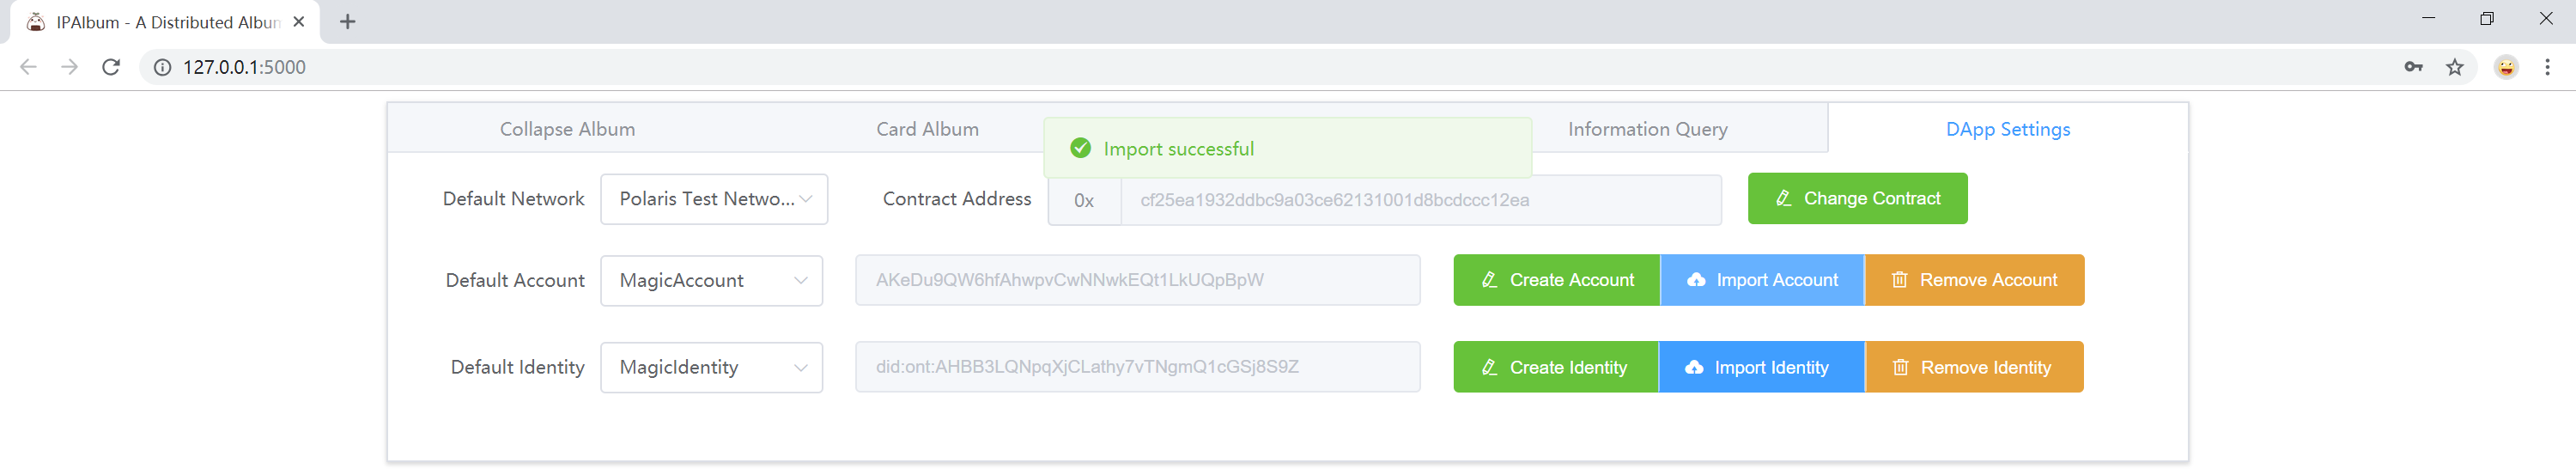 IPAlbum - A Distributed Album
127.0.0.1:5000
Collapse Album
Card Album
Import successful
Information Query
DApp Settings
Default Network Polaris Test Netwo... Contract Address 0x cf25ea1932ddbc9a03ce62131001d8bcdccc12ea Change Contract
Default Account MagicAccount AKeDu9QW6hfAhwpvCwNNwkEQt1LkUQpBpW Create Account Import Account Remove Account
Default Identity MagicIdentity did:ont:AHBB3LQNpqXjCLathy7vTNgmQ1cGSj8S9Z Create Identity Import Identity Remove Identity